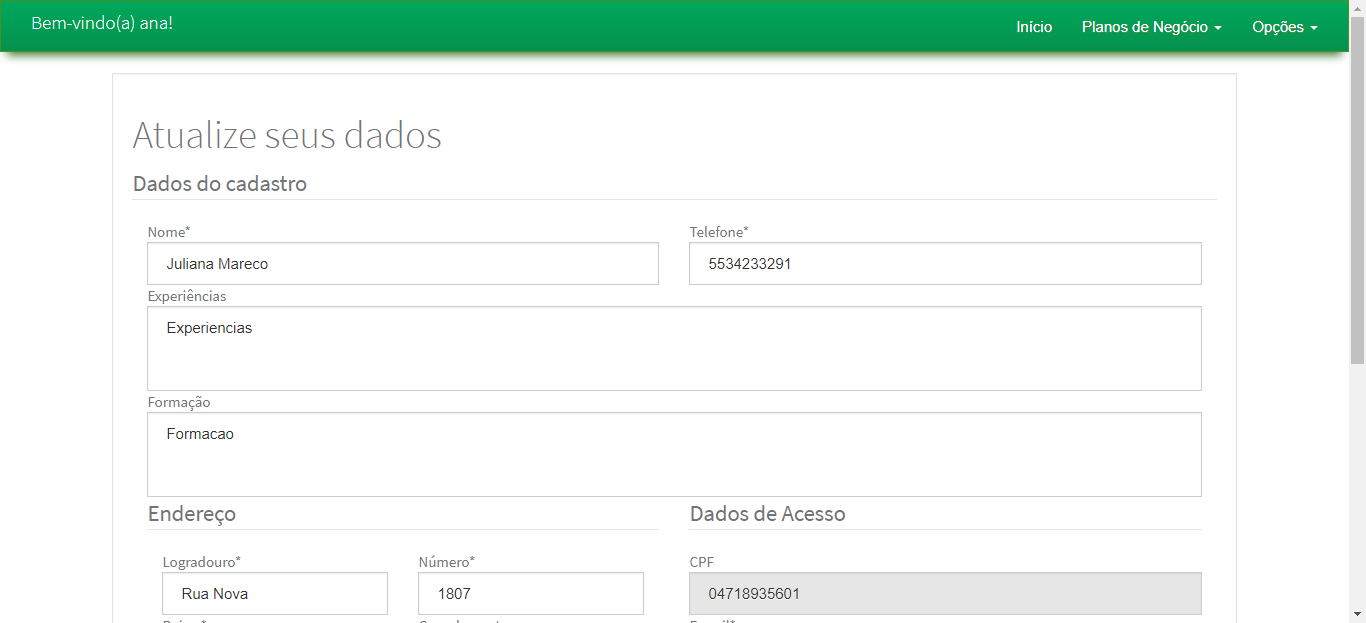 Bem-vindo(a) ana!
Início Planos de Negócio Opções
Atualize seus dados
Dados do cadastro
Nome* Telefone*
Juliana Mareco 5534233291
Experiências
Experiencias
Formação
Formacao
Endereço Dados de Acesso
Logradouro* Número* CPF
Rua Nova 1807 04718935601